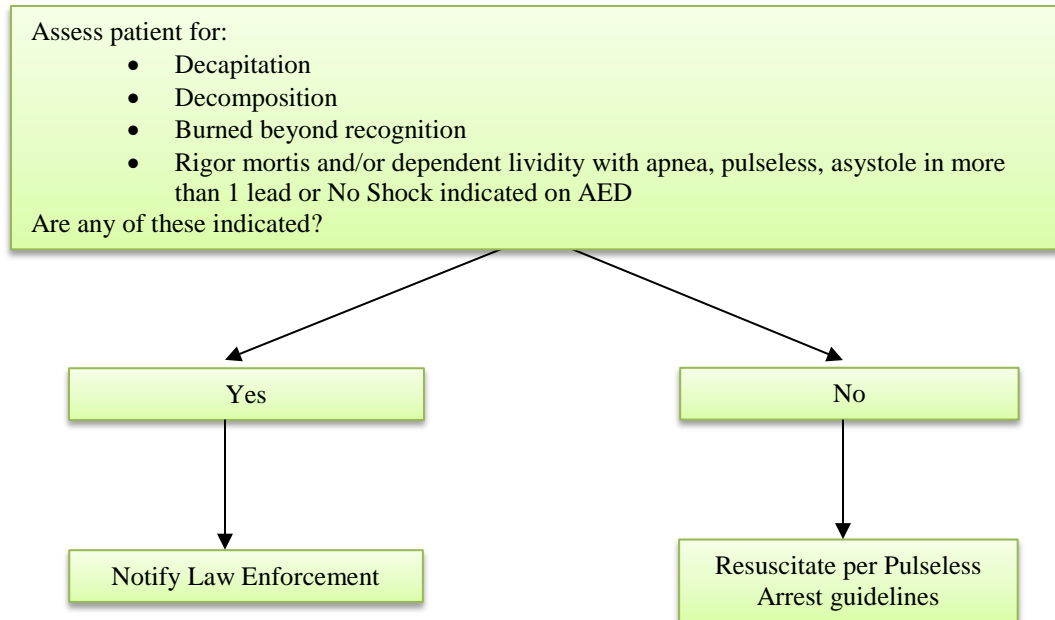 Assess patient for:
• Decapitation
• Decomposition
• Burned beyond recognition
• Rigor mortis and/or dependent lividity with apnea, pulseless, asystole in more
than 1 lead or No Shock indicated on AED
Are any of these indicated?
Yes
No
Notify Law Enforcement
Resuscitate per Pulseless
Arrest guidelines